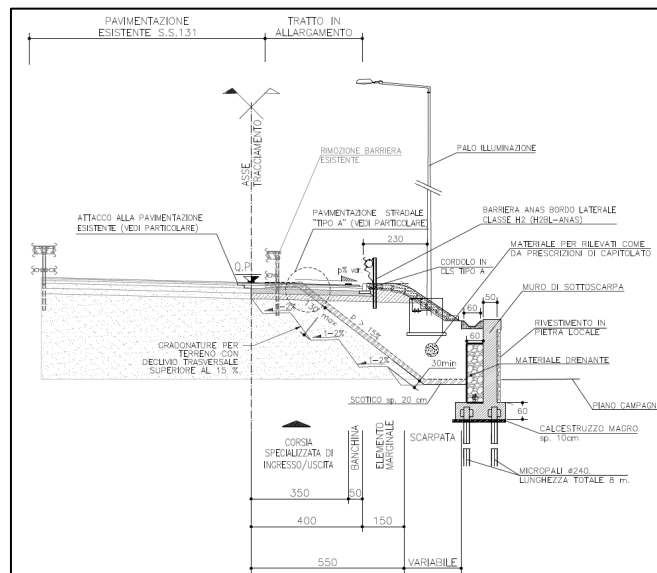 PAVIMENTAZIONE
ESISTENTE S.S.131
TRATTO IN
ALLARGAMENTO
ASSE
TRACCIAMENTO
RIMOZIONE BARRIERA
ESISTENTE
PALO ILLUMINAZIONE
ATTACCO ALLA PAVIMENTAZIONE
ESISTENTE (VEDI PARTICOLARE)
PAVIMENTAZIONE STRADALE
"TIPO A" (VEDI PARTICOLARE)
BARRIERA ANAS BORDO LATERALE
CLASSE H2 (H2BL-ANAS)
230
MATERIALE PER RILEVATI COME
DA PRESCRIZIONI DI CAPITOLATO
Q.P.
p% var.
CORDOLO IN
CLS TIPO A
60
50
MURO DI SOTTOSCARPA
1-2%
130 max
P > 15%
60
RIVESTIMENTO IN
PIETRA LOCALE
GRADONATURE PER
TERRENO CON
DECLIVIO TRASVERSALE
SUPERIORE AL 15 %
1-2%
1-2%
30min
MATERIALE DRENANTE
SCOTICO sp. 20 cm
PIANO CAMPAGN
60
CALCESTRUZZO MAGRO
sp. 10cm
CORSIA
SPECIALIZZATA DI
INGRESSO/USCITA
BANCHINA
ELEMENTO
MARGINALE
SCARPATA
MICROPALI ø240.
LUNGHEZZA TOTALE 8 m.
350
50
400
150
550
VARIABILE